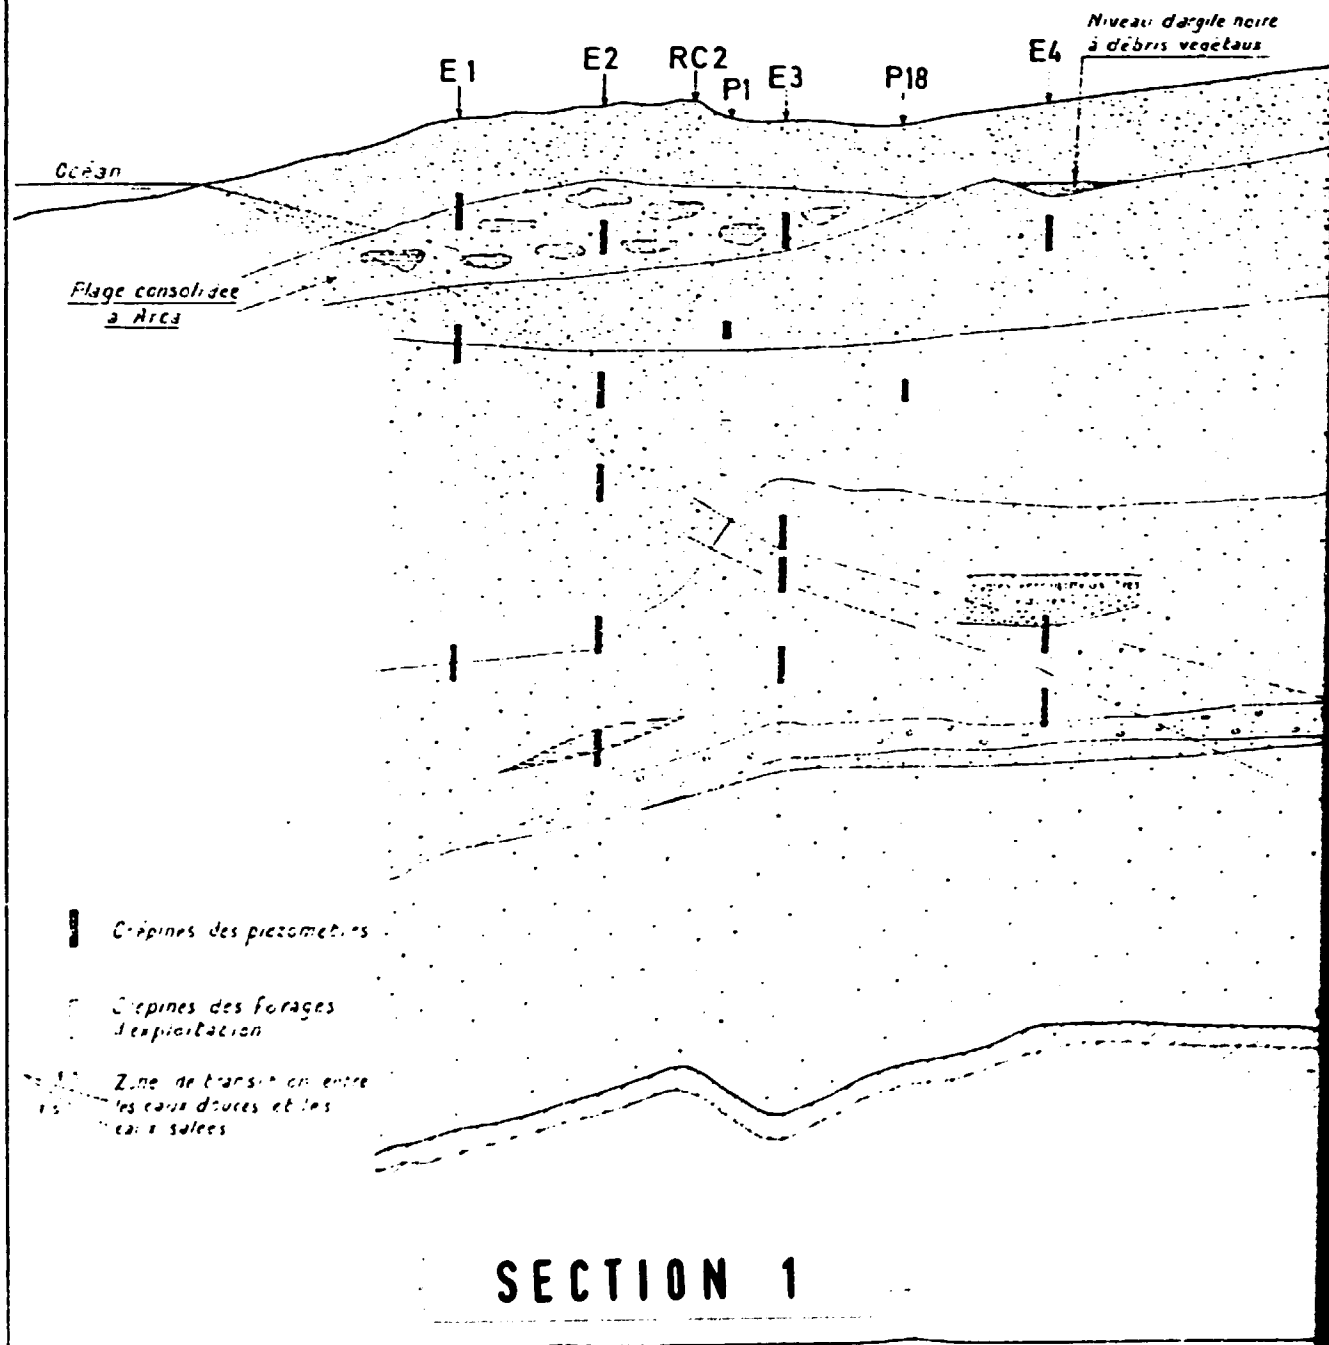 Niveau d'argile noire
à débris végétaux
E1
E2
RC2
P1
E3
P18
E4
Océan
Plage consolidée
à Arca
Crépines des piezometres
Crépines des Forages
d'exploitation
Zone de transition entre
les eaux douces et les
eaux salées
SECTION 1